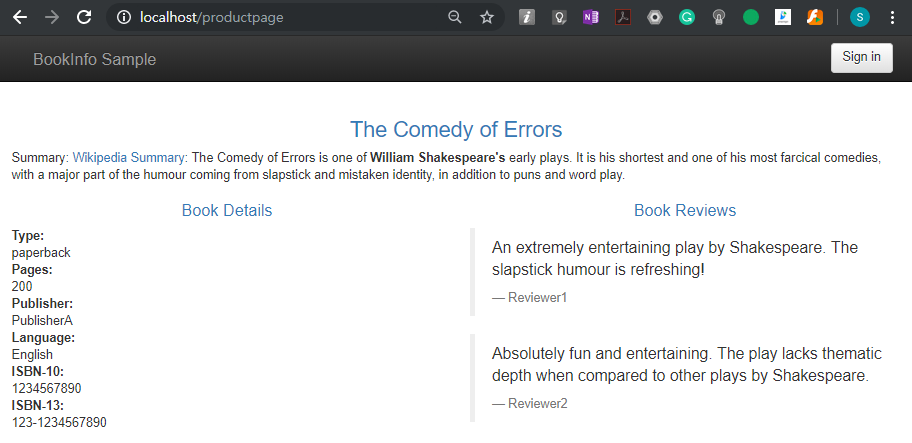 localhost/productpage
S
BookInfo Sample
Sign in
The Comedy of Errors
Summary: Wikipedia Summary: The Comedy of Errors is one of William Shakespeare's early plays. It is his shortest and one of his most farcical comedies,
with a major part of the humour coming from slapstick and mistaken identity, in addition to puns and word play.
Book Details
Type:
paperback
Pages:
200
Publisher:
PublisherA
Language:
English
ISBN-10:
1234567890
ISBN-13:
123-1234567890
Book Reviews
An extremely entertaining play by Shakespeare. The
slapstick humour is refreshing!
— Reviewer1
Absolutely fun and entertaining. The play lacks thematic
depth when compared to other plays by Shakespeare.
— Reviewer2